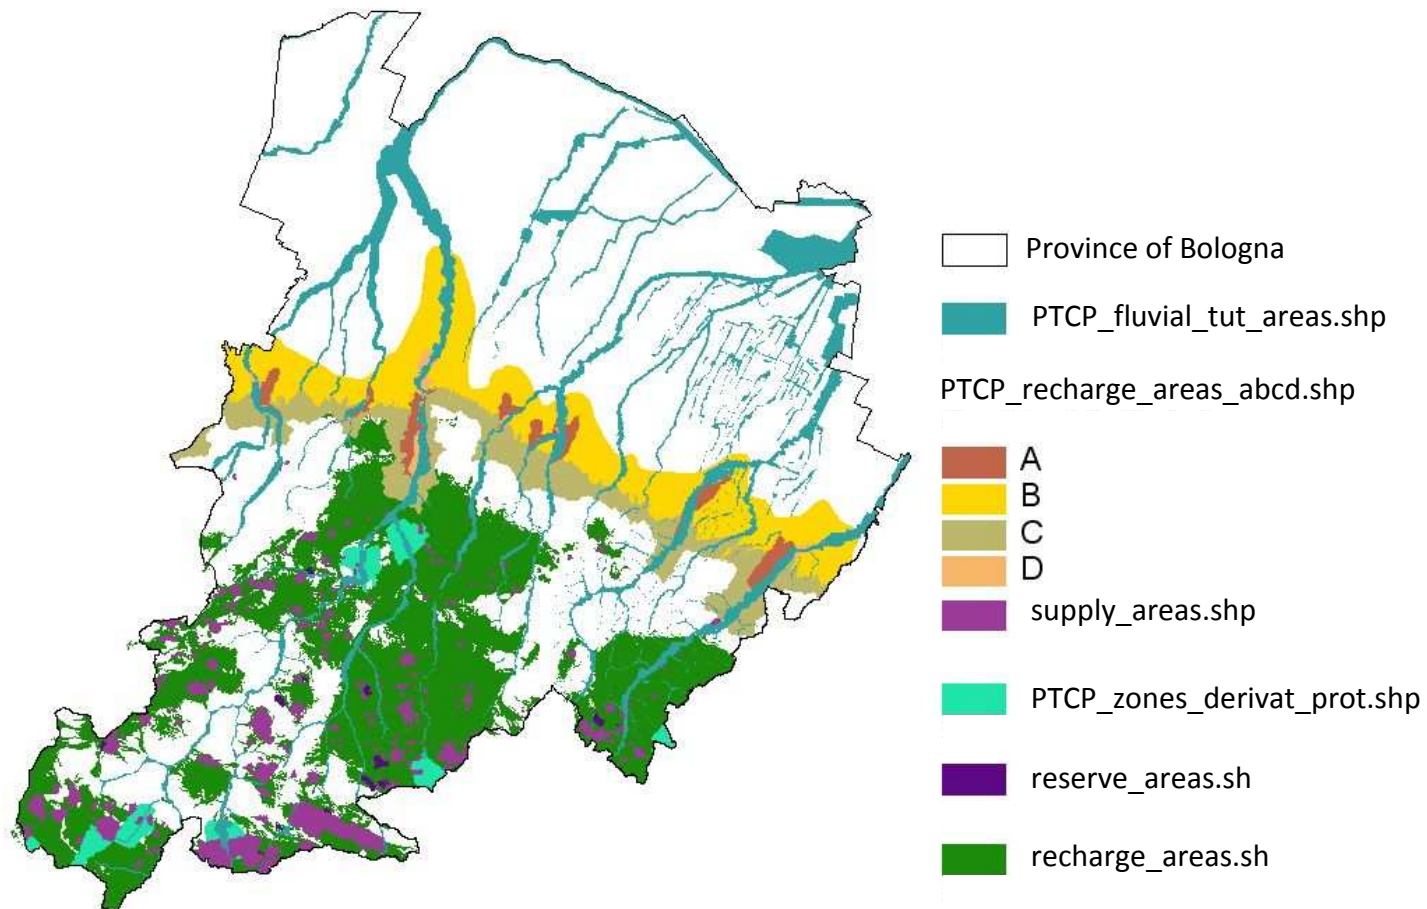 Province of Bologna
PTCP_fluvial_tut_areas.shp
PTCP_recharge_areas_abcd.shp
A
B
C
D
supply_areas.shp
PTCP_zones_derivat_prot.shp
reserve_areas.sh
recharge_areas.sh